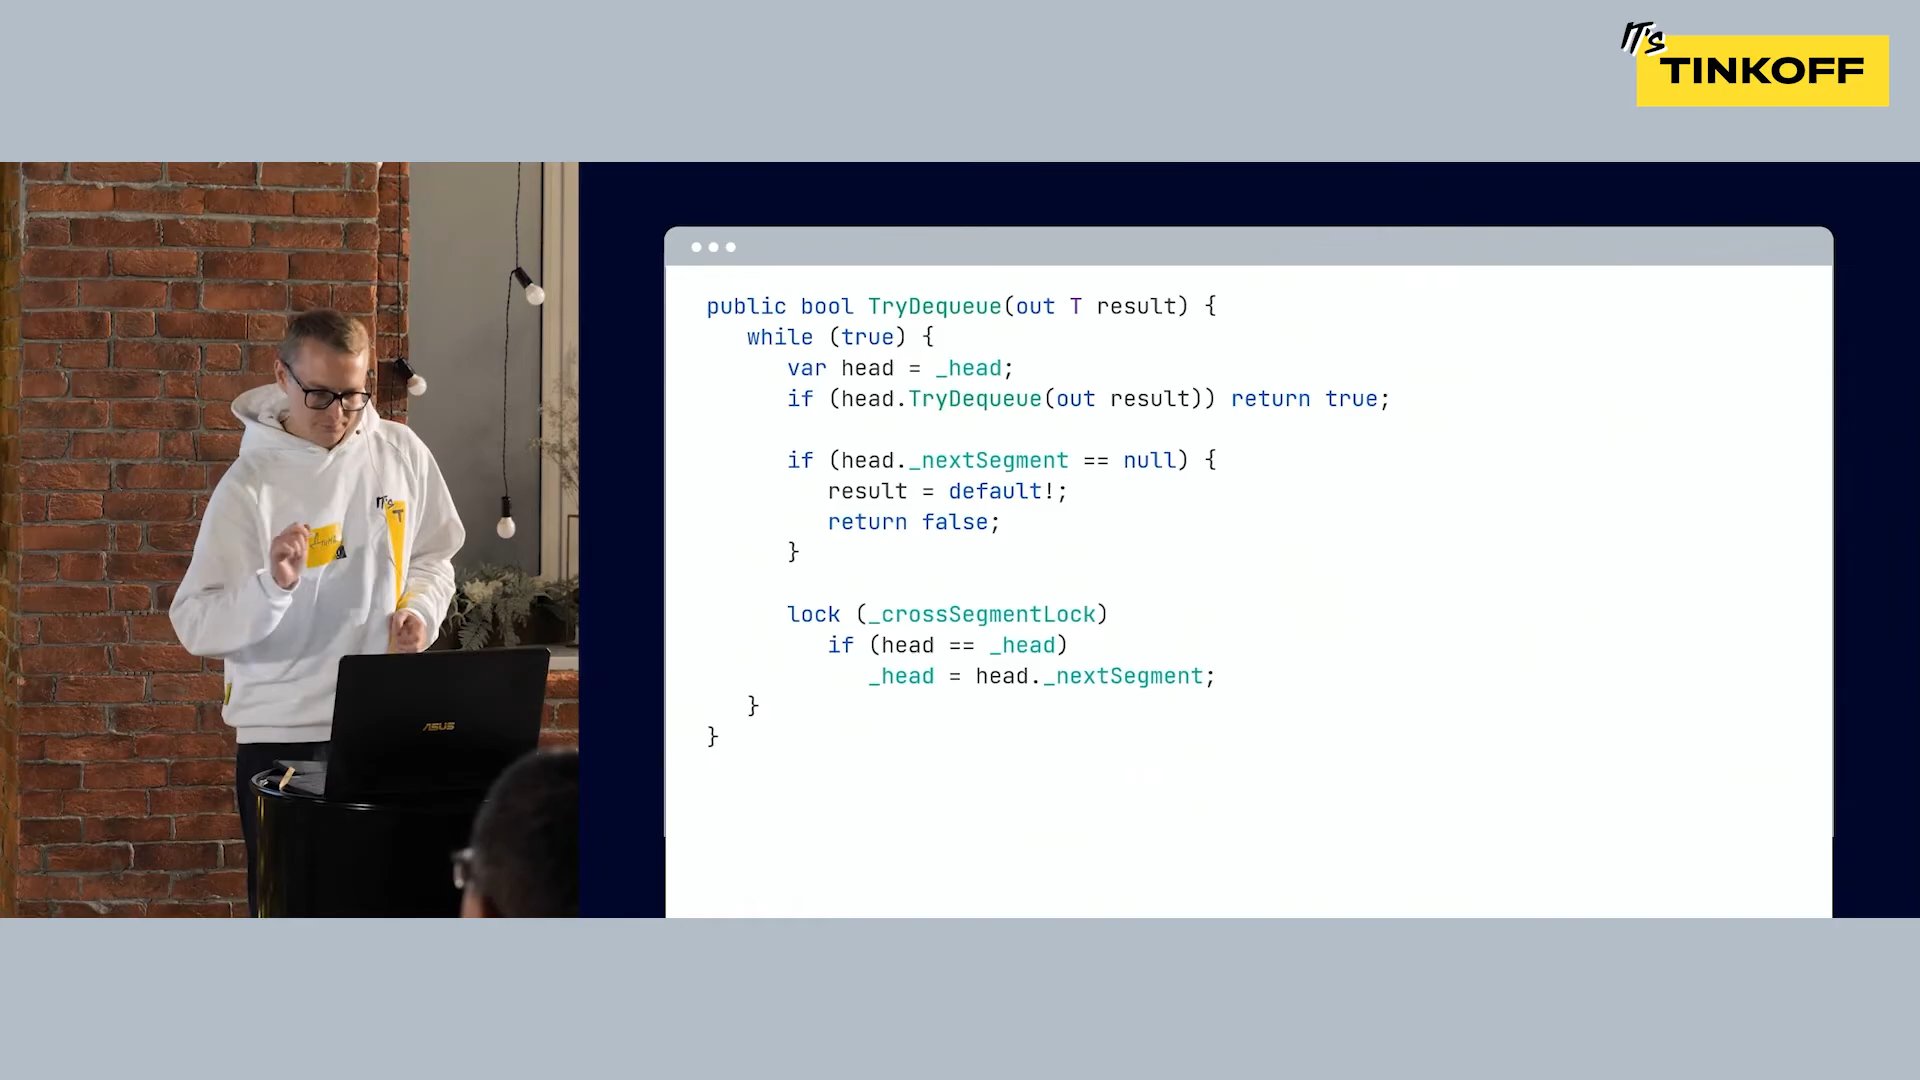 IT's
TINKOFF
public bool TryDequeue(out T result) {
while (true) {
var head = _head;
if (head.TryDequeue(out result)) return true;
if (head._nextSegment == null) {
result = default!;
return false;
}
lock (_crossSegmentLock)
if (head == _head)
_head = head._nextSegment;
}
}
IT's
T
ASUS